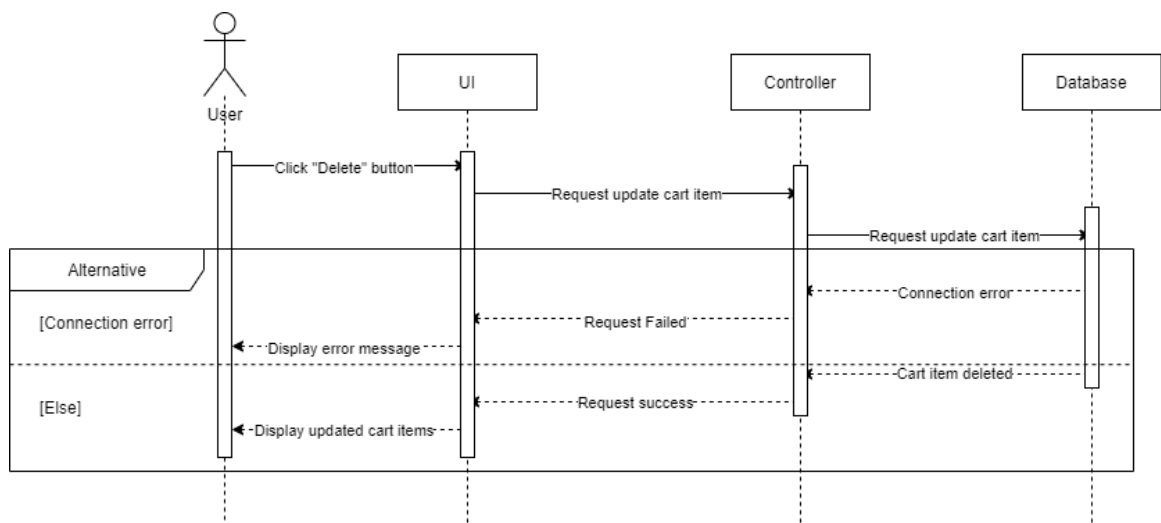 User
UI
Controller
Database
Click "Delete" button
Request update cart item
Request update cart item
Alternative
Connection error
[Connection error]
Request Failed
Display error message
Cart item deleted
[Else]
Request success
Display updated cart items